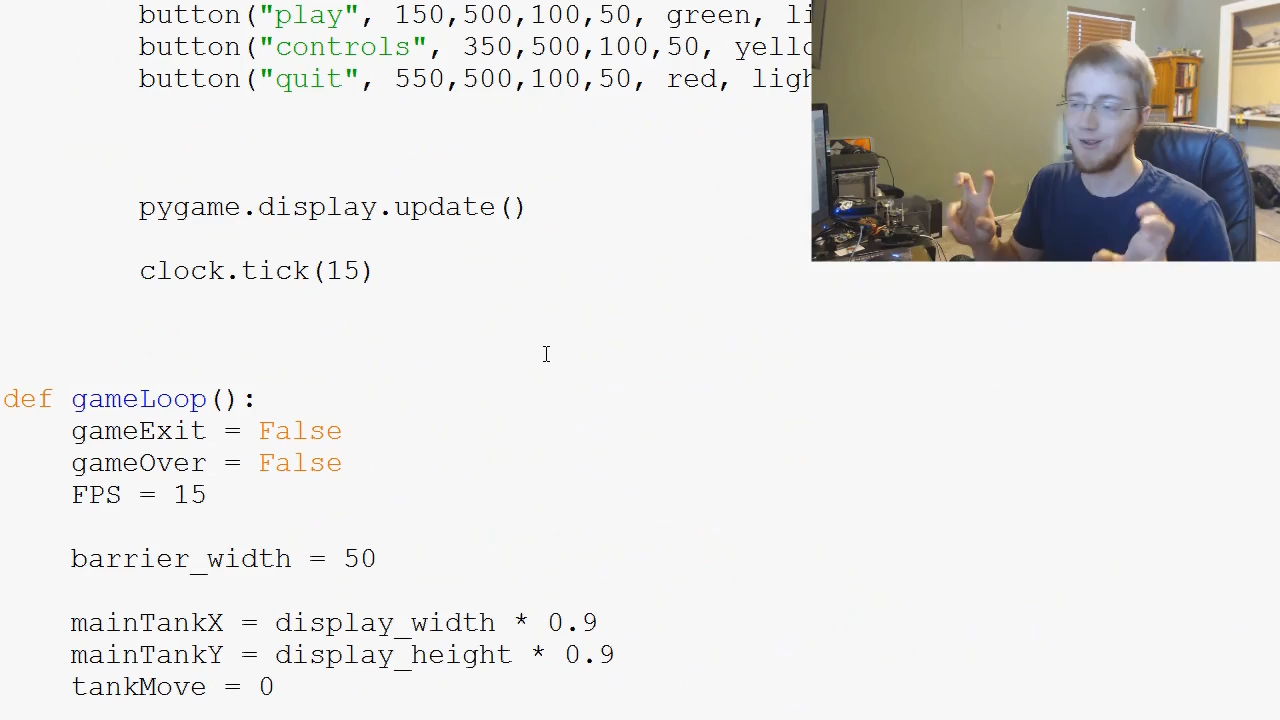 button("play", 150,500,100,50, green, li
button("controls", 350,500,100,50, yello
button("quit", 550,500,100,50, red, ligh
pygame.display.update()
clock.tick(15)
def gameLoop():
gameExit = False
gameOver = False
FPS = 15
barrier_width = 50
mainTankX = display_width * 0.9
mainTankY = display_height * 0.9
tankMove = 0